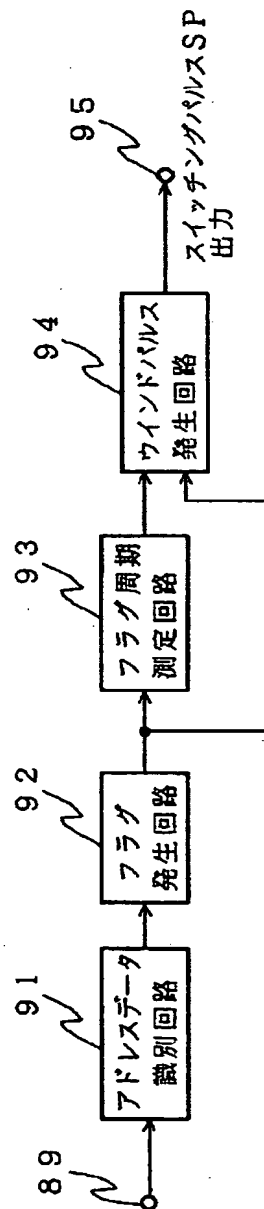 89
91
アドレスデータ
識別回路
92
フラグ
発生回路
93
フラグ周期
測定回路
94
ウインドパルス
発生回路
95
スイッチングパルスSP
出力